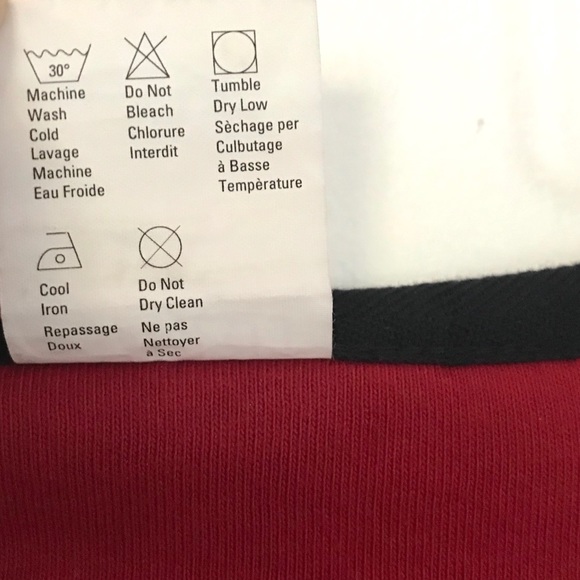 30°
Machine
Wash
Cold
Lavage
Machine
Eau Froide
Do Not
Bleach
Chlorure
Interdit
Tumble
Dry Low
Sèchage per
Culbutage
à Basse
Tempèrature
Cool
Iron
Repassage
Doux
Do Not
Dry Clean
Ne pas
Nettoyer
a Sec